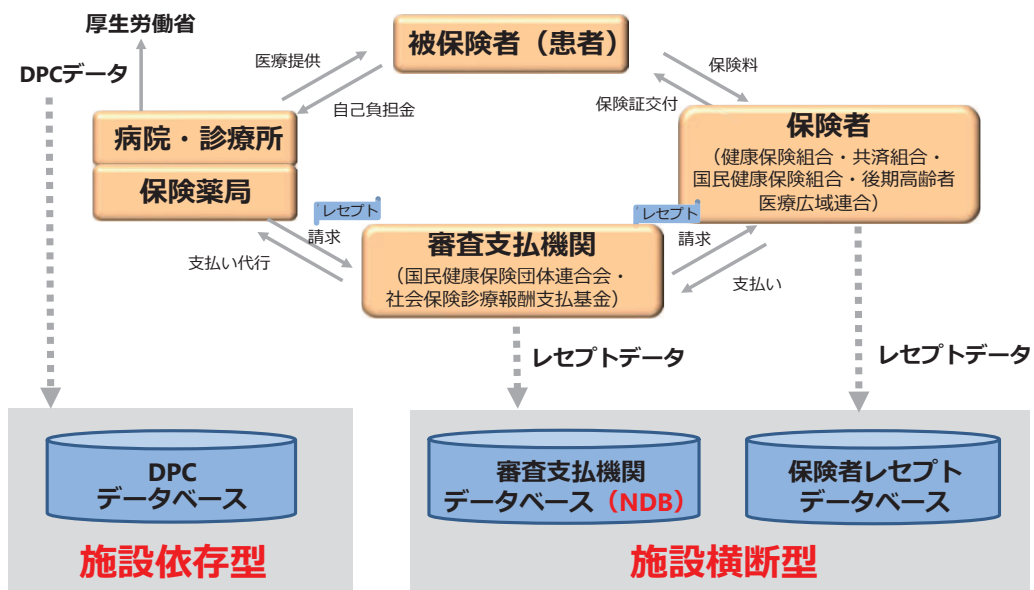 厚生労働省
DPCデータ
医療提供
被保険者（患者）
自己負担金
保険料
保険証交付
病院・診療所
保険薬局
保険者
（健康保険組合・共済組合・
国民健康保険組合・後期高齢者
医療広域連合）
レセプト
請求
支払い代行
審査支払機関
（国民健康保険団体連合会・
社会保険診療報酬支払基金）
レセプト
請求
支払い
レセプトデータ
レセプトデータ
DPC
データベース
審査支払機関
データベース（NDB）
保険者レセプト
データベース
施設依存型
施設横断型